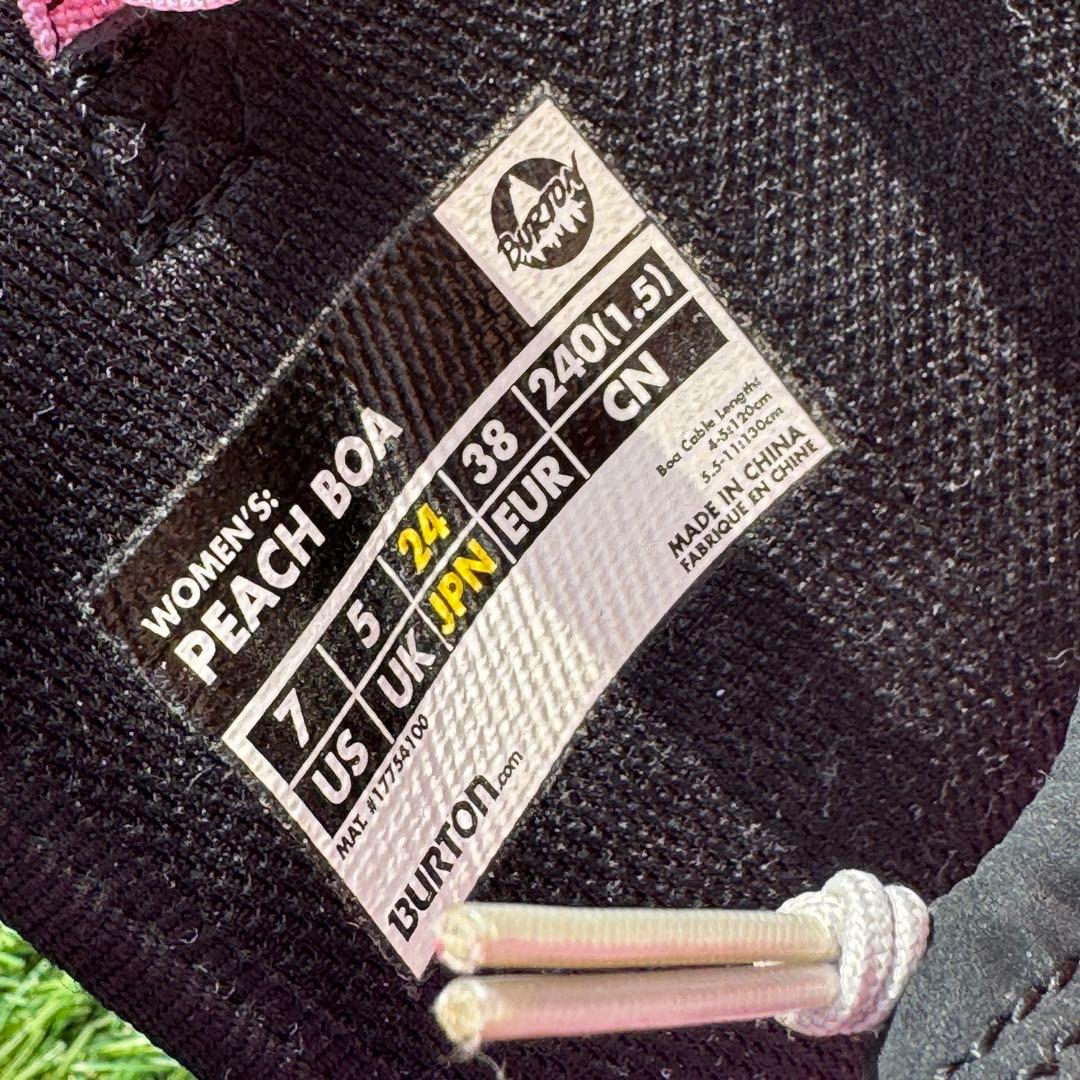 BURTON
WOMEN'S:
PEACH BOA
7 5 24 38 240(1.5)
US UK JPN EUR CN
MAT. #17754100
Boa Cable Lengths:
4-5:120cm
5.5-11:130cm
BURTON.com
MADE IN CHINA
FABRIQUE EN CHINE